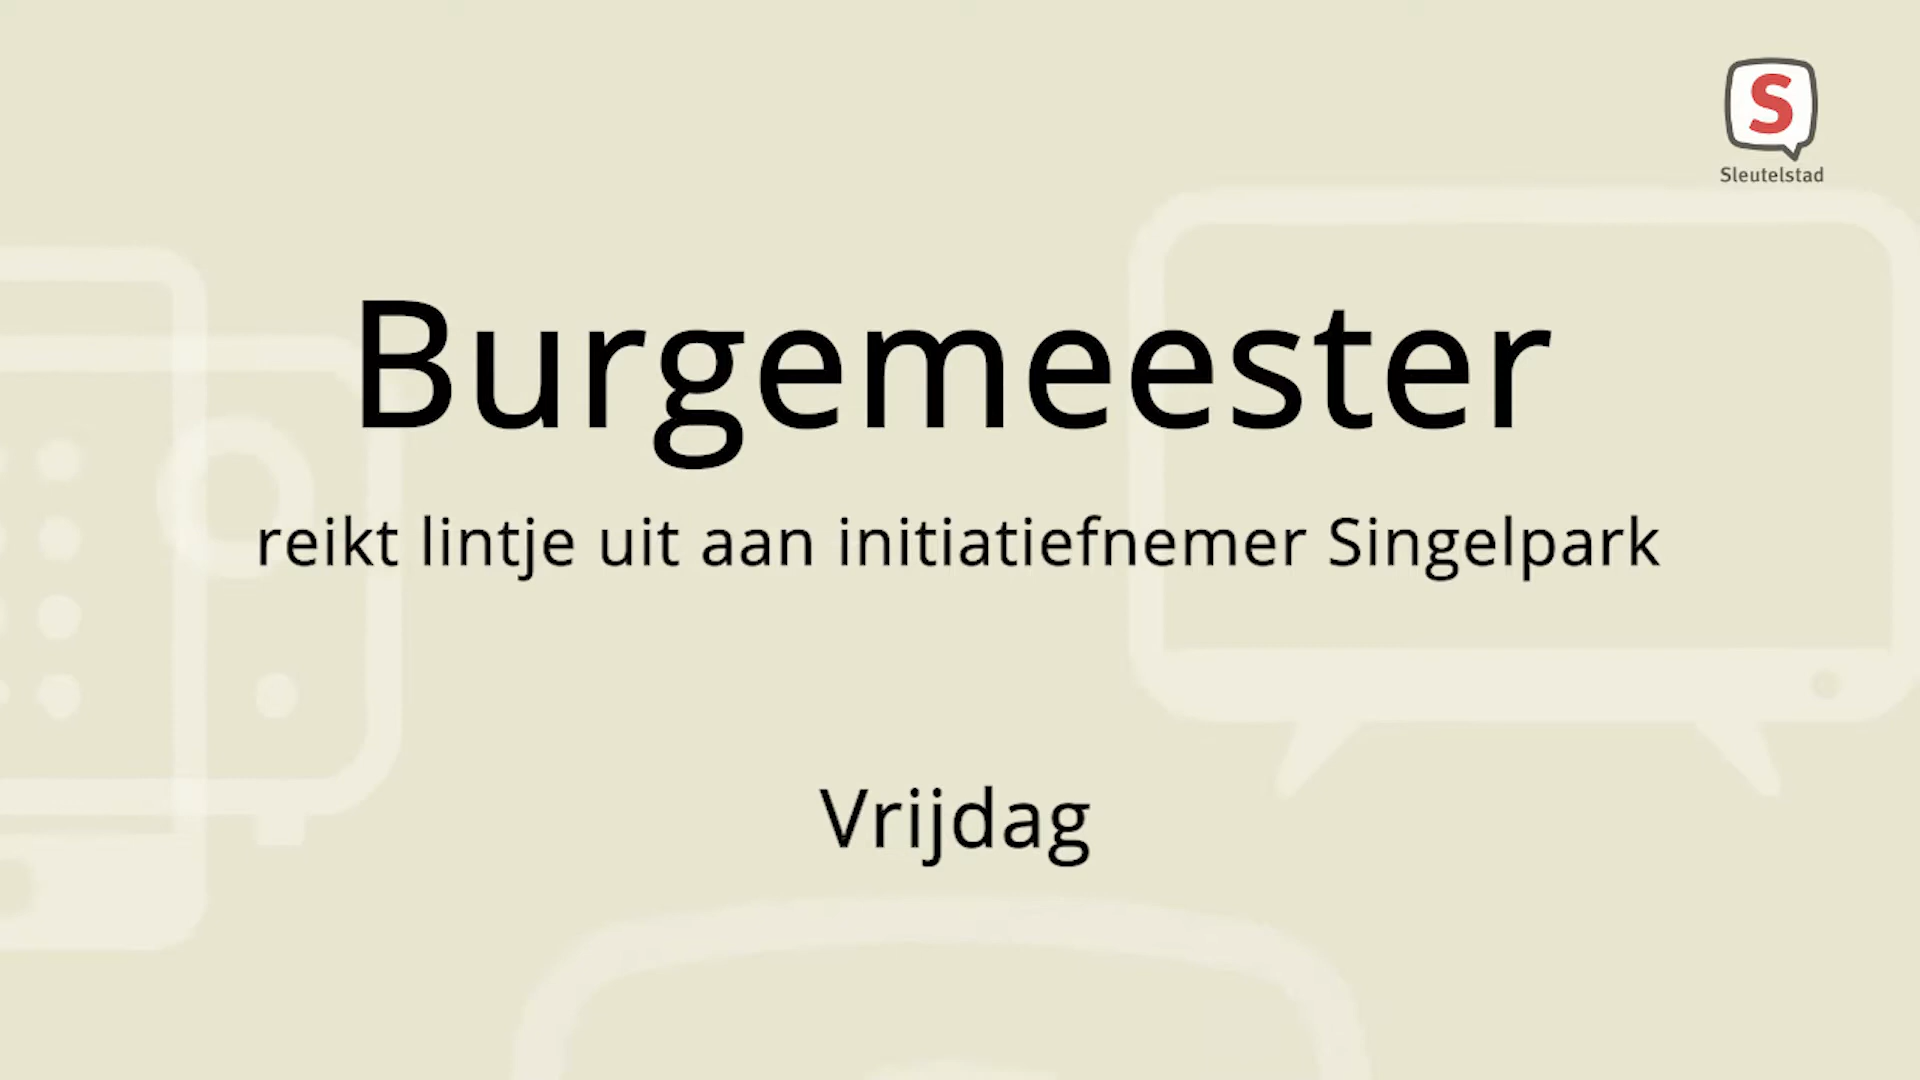 S
Sleutelstad
Burgemeester
reikt lintje uit aan initiatiefnemer Singelpark
Vrijdag